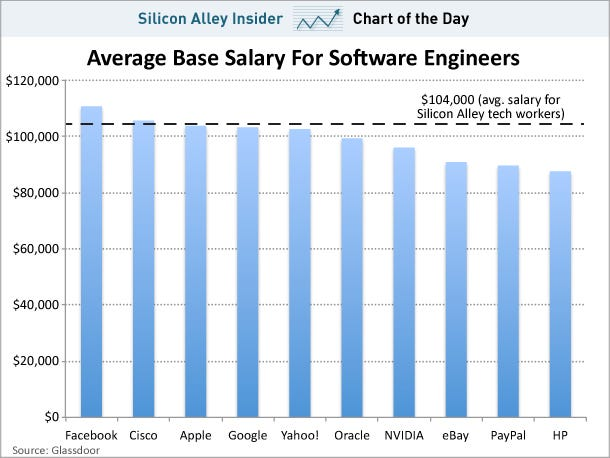 Silicon Alley Insider Chart of the Day
Average Base Salary For Software Engineers
$120,000
$104,000 (avg. salary for
Silicon Alley tech workers)
$100,000
$80,000
$60,000
$40,000
$20,000
$0
Facebook Cisco Apple Google Yahoo! Oracle NVIDIA eBay PayPal HP
Source: Glassdoor